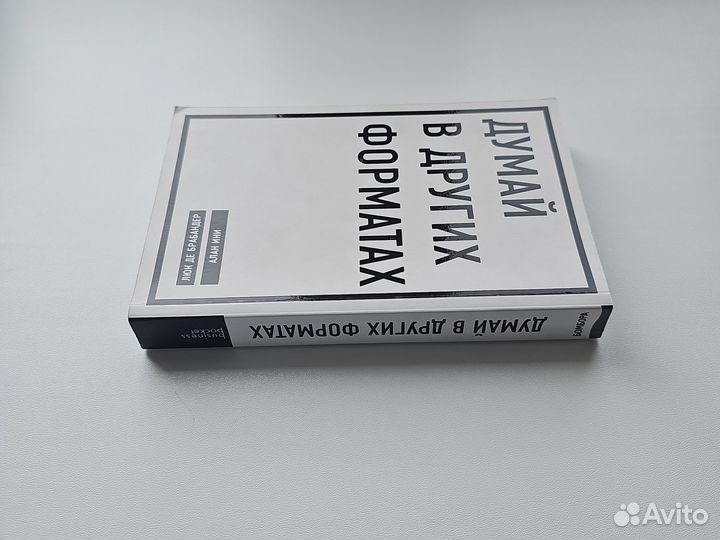 ДУМАЙ
В ДРУГИХ
ФОРМАТАХ
ЛЮК ДЕ БРАБАНДЕР
АЛАН ИНИ
business
pocket
ДУМАЙ В ДРУГИХ ФОРМАТАХ
БОМБОРА
Avito